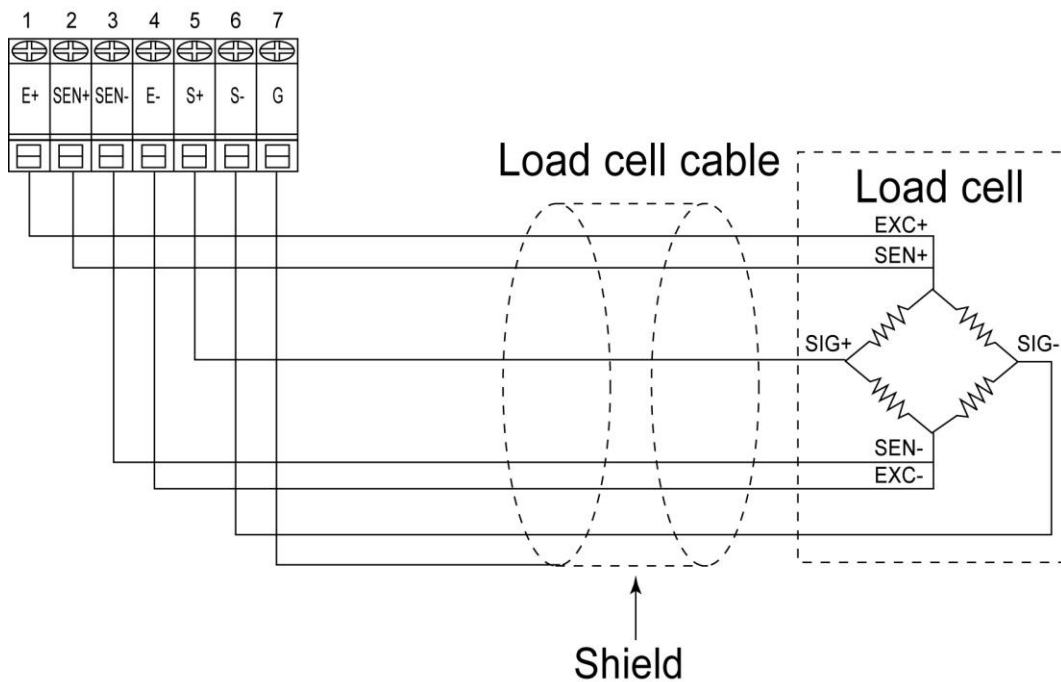 1 2 3 4 5 6 7
E+ SEN+ SEN- E- S+ S- G
Load cell cable
Load cell
EXC+
SEN+
SIG+
SIG-
SEN-
EXC-
Shield